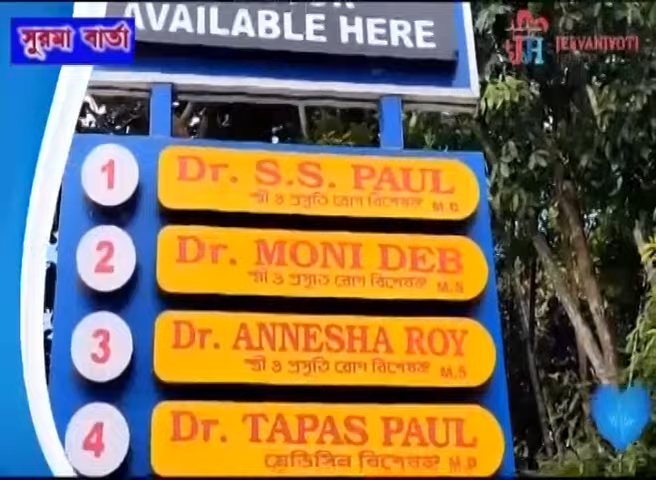 AVAILABLE HERE
সুরমা বার্তা
JEEVANJYOTI
1 Dr. S.S. PAUL
স্ত্রী ও প্রসূতি রোগ বিশেষজ্ঞ M.D
2 Dr. MONI DEB
স্ত্রী ও প্রসূতি রোগ বিশেষজ্ঞ M.S
3 Dr. ANNESHA ROY
স্ত্রী ও প্রসূতি রোগ বিশেষজ্ঞ M.S
4 Dr. TAPAS PAUL
মেডিসিন বিশেষজ্ঞ M.D